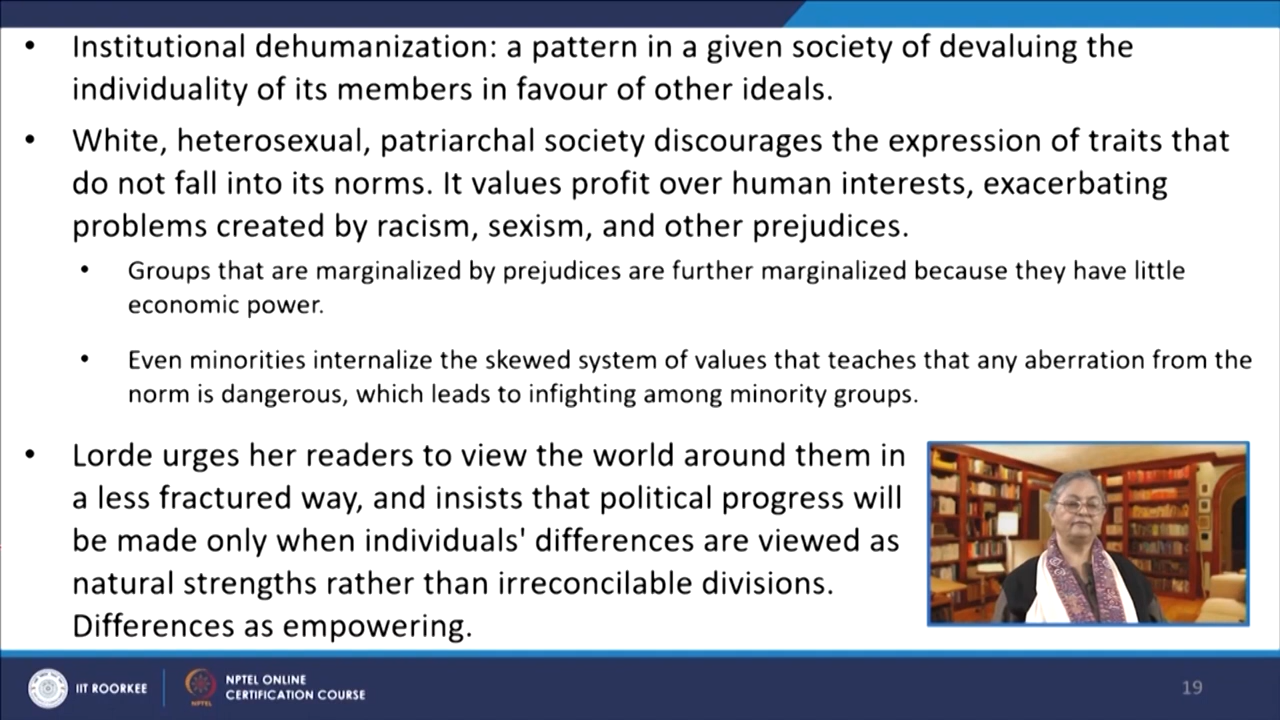 • Institutional dehumanization: a pattern in a given society of devaluing the
individuality of its members in favour of other ideals.
• White, heterosexual, patriarchal society discourages the expression of traits that
do not fall into its norms. It values profit over human interests, exacerbating
problems created by racism, sexism, and other prejudices.
• Groups that are marginalized by prejudices are further marginalized because they have little
economic power.
• Even minorities internalize the skewed system of values that teaches that any aberration from the
norm is dangerous, which leads to infighting among minority groups.
• Lorde urges her readers to view the world around them in
a less fractured way, and insists that political progress will
be made only when individuals' differences are viewed as
natural strengths rather than irreconcilable divisions.
Differences as empowering.
IIT ROORKEE
NPTEL
NPTEL ONLINE
CERTIFICATION COURSE
19